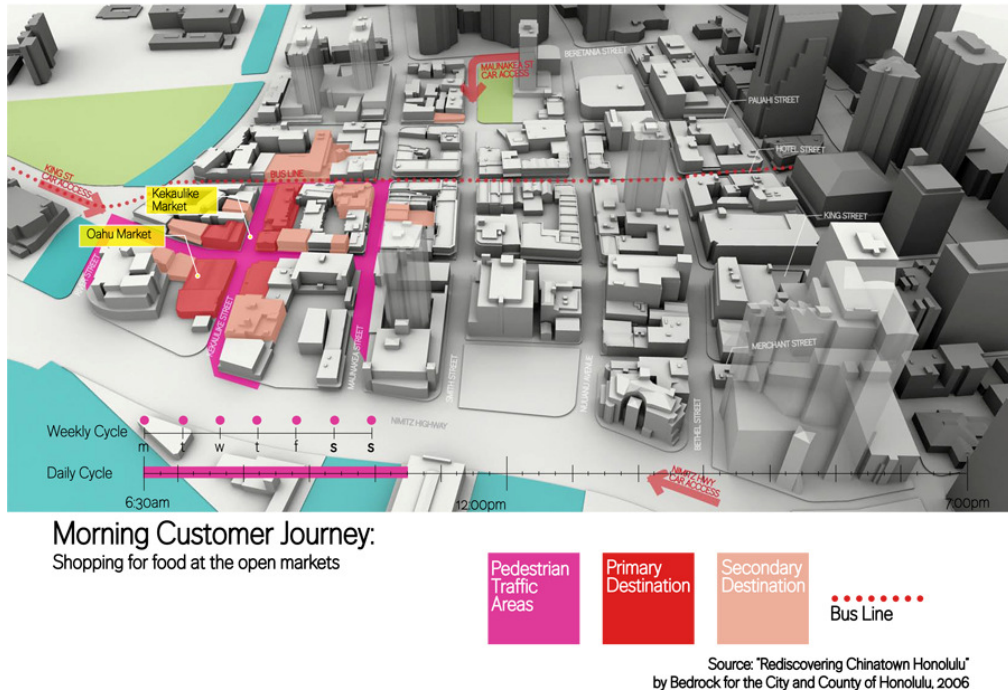 BERETANIA STREET
MAUNAKEA ST
CAR ACCESS
PAUAHI STREET
HOTEL STREET
BUS LINE
KING ST
CAR ACCESS
Kekaulike
Market
KING STREET
Oahu Market
RIVER STREET
KEKAULIKE STREET
MAUNAKEA STREET
SMITH STREET
NUUANU AVENUE
BETHEL STREET
MERCHANT STREET
NIMITZ HIGHWAY
Weekly Cycle
m t w t f s s
Daily Cycle
NIMITZ HWY
CAR ACCCESS
6:30am 12:00pm 7:00pm
Morning Customer Journey:
Shopping for food at the open markets
Pedestrian
Traffic
Areas
Primary
Destination
Secondary
Destination
Bus Line
Source: "Rediscovering Chinatown Honolulu"
by Bedrock for the City and County of Honolulu, 2006